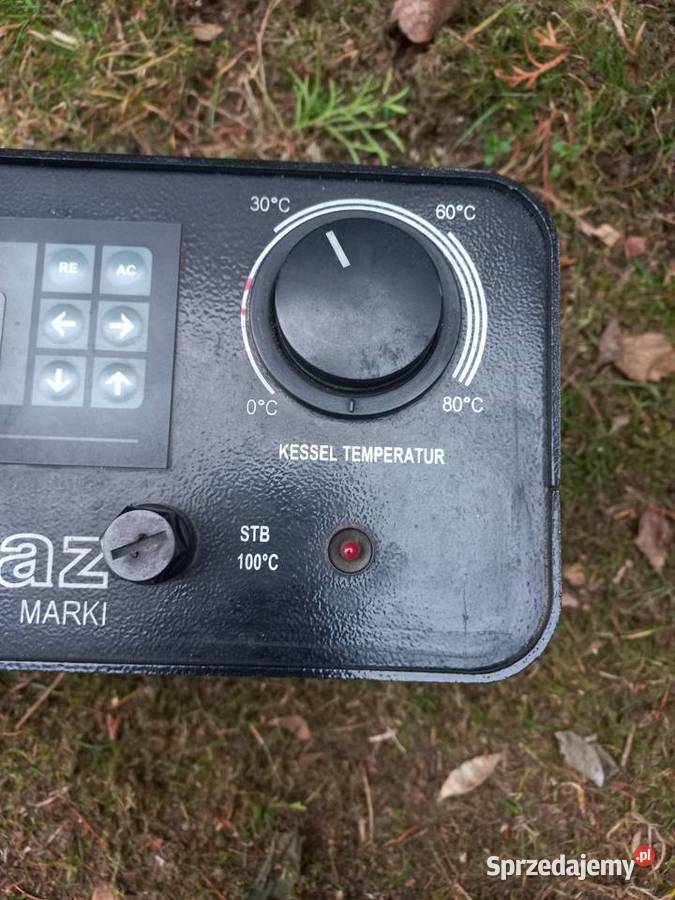 30°C
60°C
RE AC
← →
↓ ↑
0°C
80°C
KESSEL TEMPERATUR
STB
100°C
az
MARKI
Sprzedajemy.pl